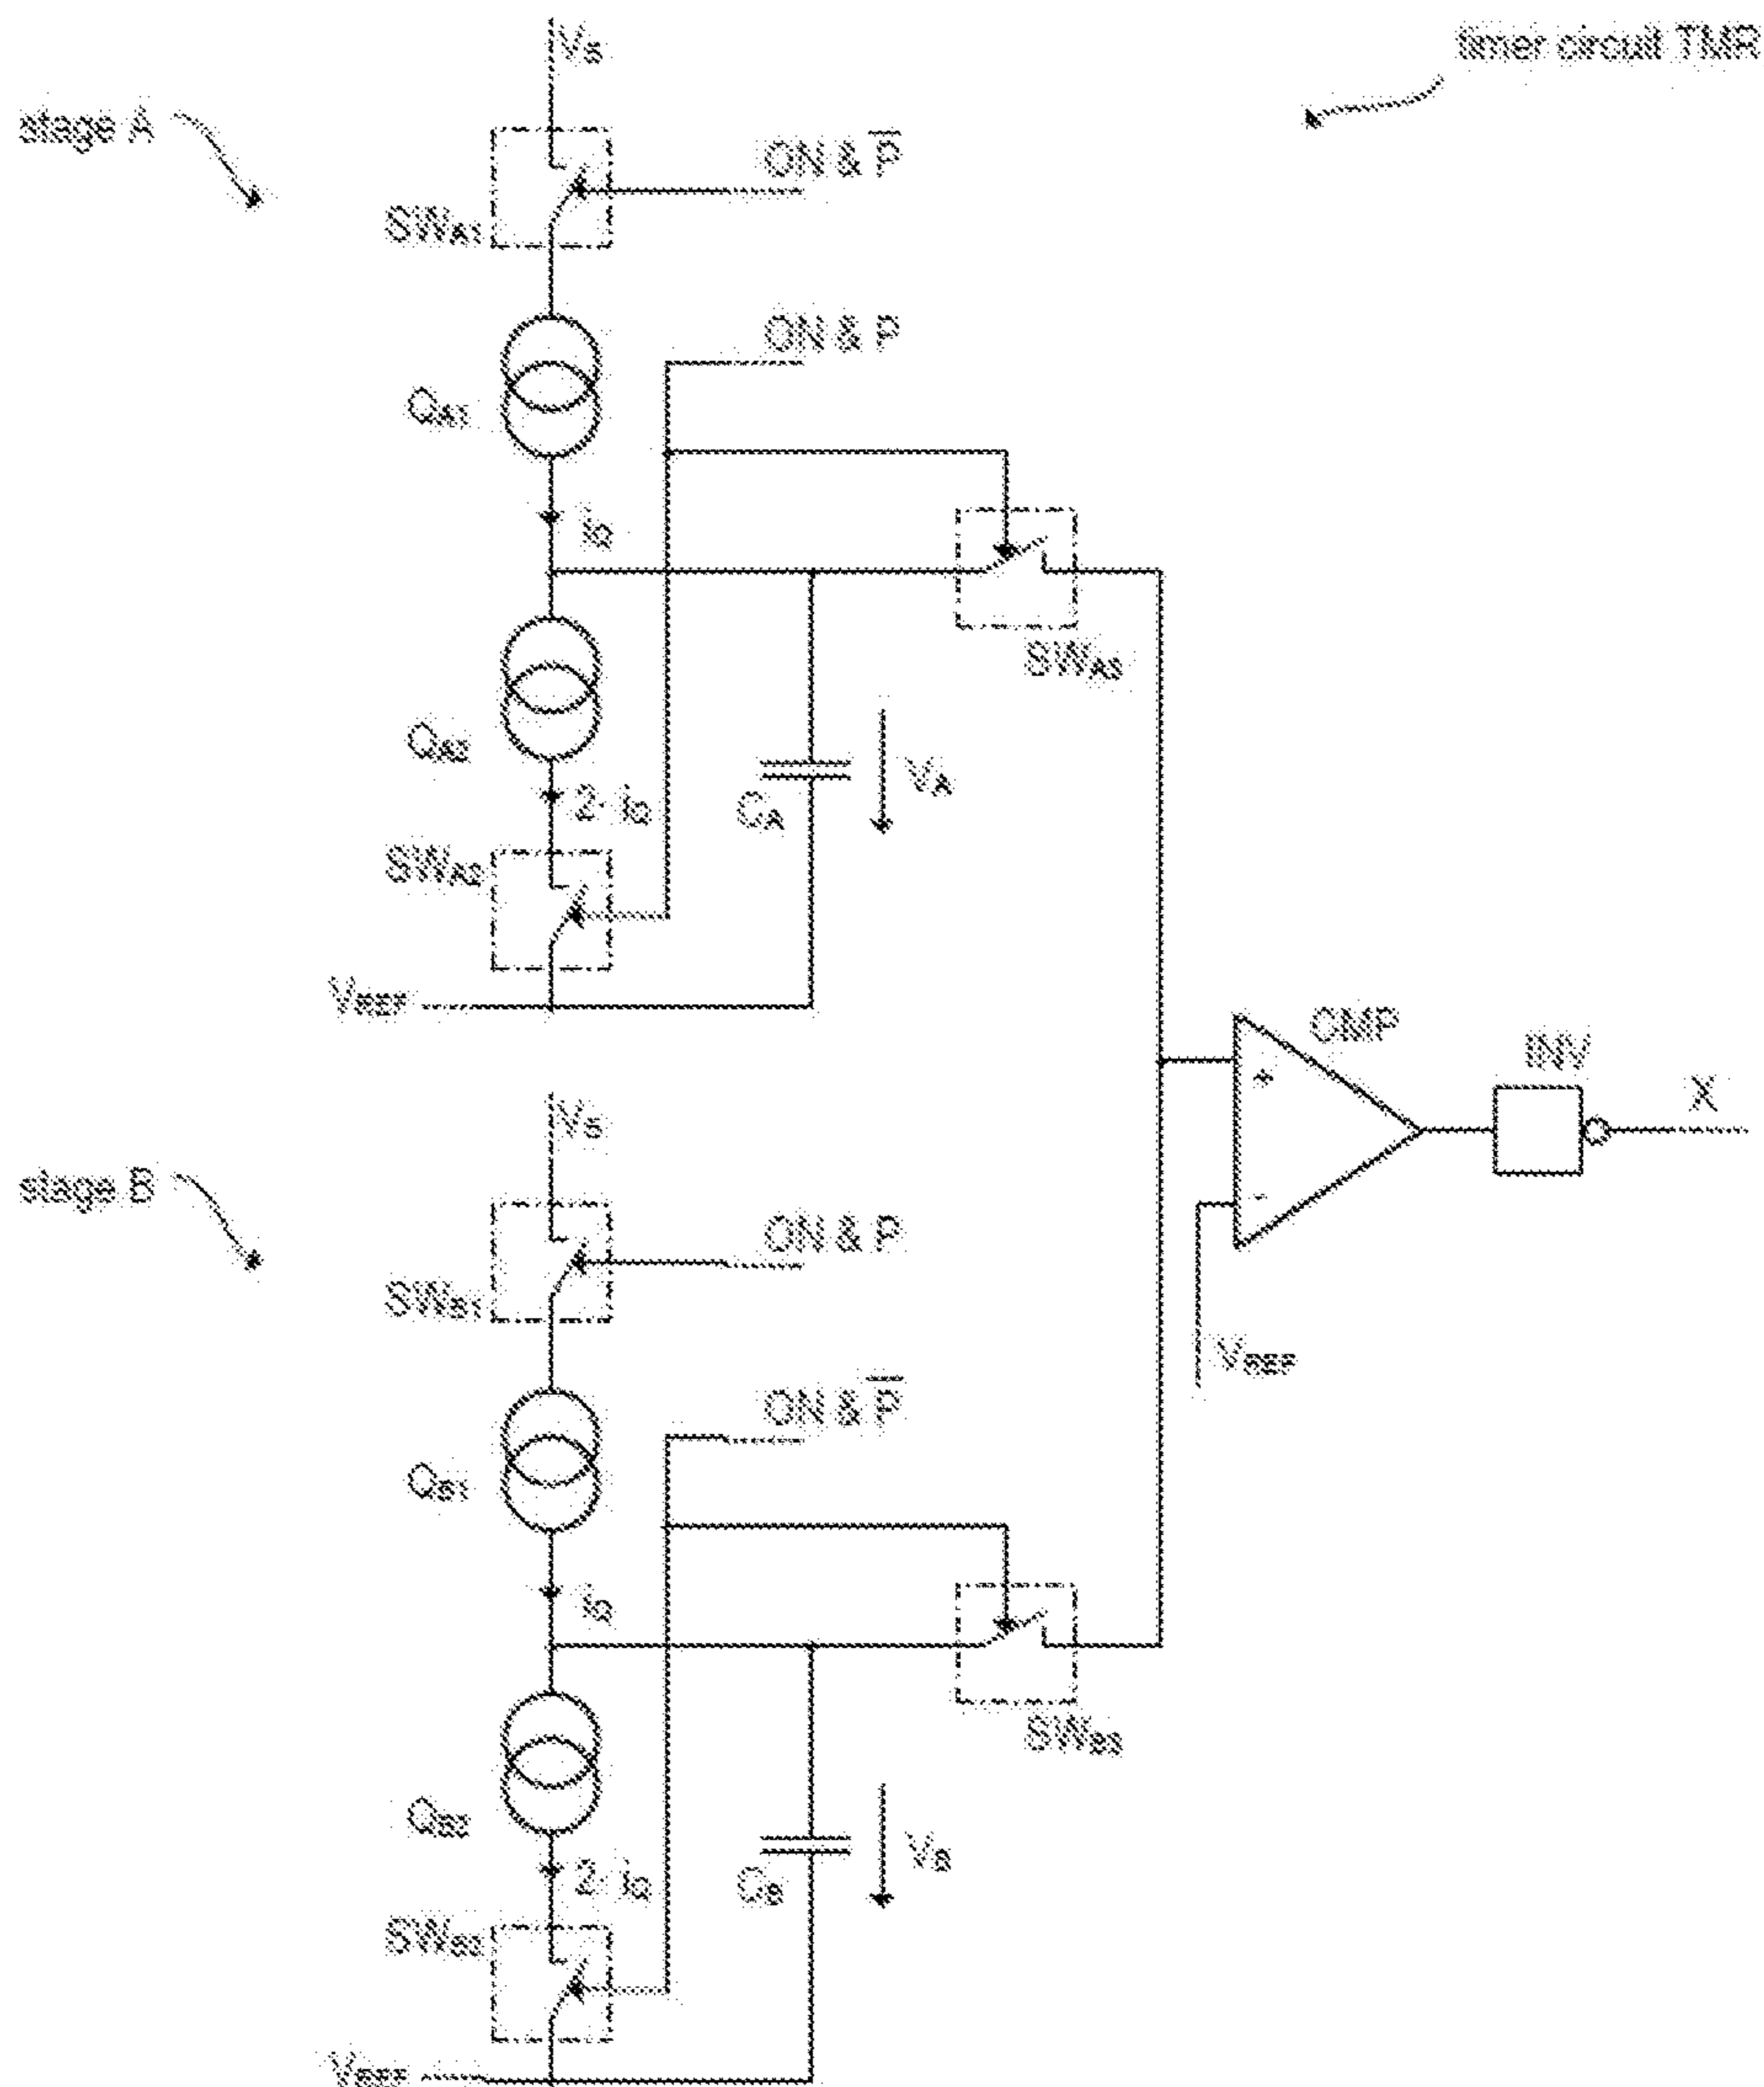 timer circuit TMR
V_S
stage A
ON & P̅
SW_A1
ON & P
Q_A1
i_Q
SW_A3
Q_A2
V_A
2· i_Q
C_A
SW_A2
V_REF
CMP
INV
+
X
V_S
-
stage B
ON & P
SW_B1
V_REF
ON & P̅
Q_B1
i_Q
SW_B3
Q_B2
V_B
2· i_Q
C_B
SW_B2
V_REF